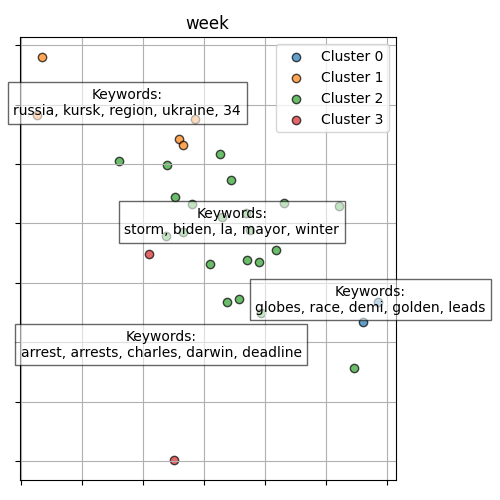 week
Cluster 0
Cluster 1
Cluster 2
Cluster 3
Keywords:
russia, kursk, region, ukraine, 34
Keywords:
storm, biden, la, mayor, winter
Keywords:
globes, race, demi, golden, leads
Keywords:
arrest, arrests, charles, darwin, deadline